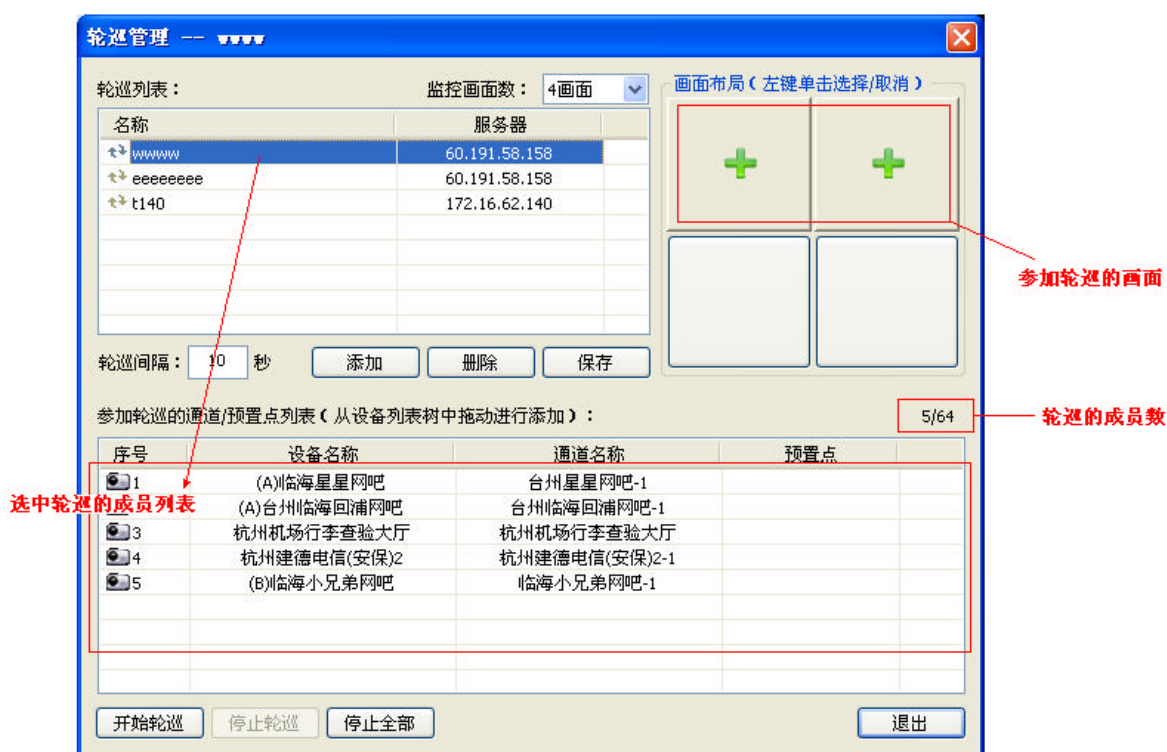 轮巡管理 -- wwww
轮巡列表：
监控画面数：
4画面
画面布局(左键单击选择/取消)
名称
服务器
wwww
60.191.58.158
eeeeeeee
60.191.58.158
t140
172.16.62.140
参加轮巡的画面
轮巡间隔：
10
秒
添加
删除
保存
参加轮巡的通道/预置点列表(从设备列表树中拖动进行添加)：
5/64
轮巡的成员数
序号
设备名称
通道名称
预置点
1
(A)临海星星网吧
台州星星网吧-1
选中轮巡的成员列表
(A)台州临海回浦网吧
台州临海回浦网吧-1
3
杭州机场行李查验大厅
杭州机场行李查验大厅
4
杭州建德电信(安保)2
杭州建德电信(安保)2-1
5
(B)临海小兄弟网吧
临海小兄弟网吧-1
开始轮巡
停止轮巡
停止全部
退出